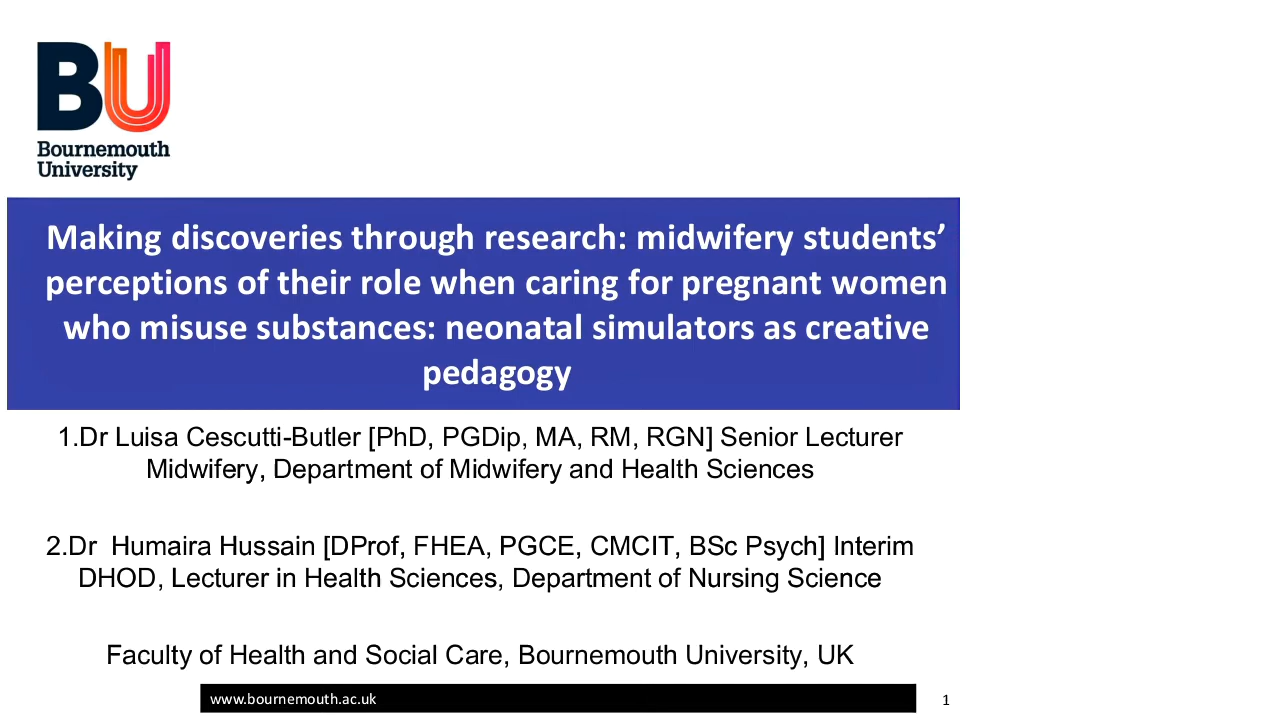 BU
Bournemouth
University
Making discoveries through research: midwifery students’
perceptions of their role when caring for pregnant women
who misuse substances: neonatal simulators as creative
pedagogy
1.Dr Luisa Cescutti-Butler [PhD, PGDip, MA, RM, RGN] Senior Lecturer
Midwifery, Department of Midwifery and Health Sciences
2.Dr  Humaira Hussain [DProf, FHEA, PGCE, CMCIT, BSc Psych] Interim
DHOD, Lecturer in Health Sciences, Department of Nursing Science
Faculty of Health and Social Care, Bournemouth University, UK
www.bournemouth.ac.uk
1